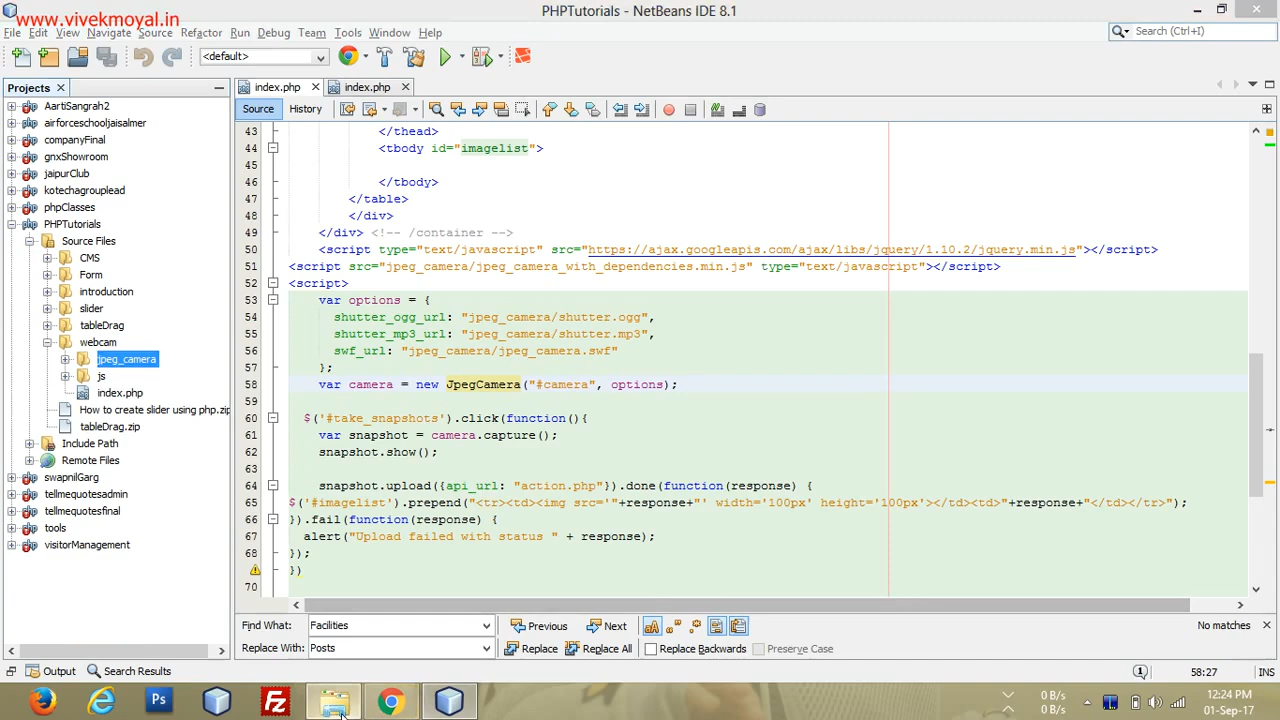 www.vivekmoyal.in
PHPTutorials - NetBeans IDE 8.1
File Edit View Navigate Source Refactor Run Debug Team Tools Window Help
Search (Ctrl+I)
<default>
Projects
index.php
index.php
Source History
AartiSangrah2
airforceschooljaisalmer
companyFinal
gnxShowroom
jaipurClub
kotechagrouplead
phpClasses
PHPTutorials
Source Files
CMS
Form
introduction
slider
tableDrag
webcam
jpeg_camera
js
index.php
How to create slider using php.zip
tableDrag.zip
Include Path
Remote Files
swapnilGarg
tellmequotesadmin
tellmequotesfinal
tools
visitorManagement
43 </thead>
44 <tbody id="imagelist">
45
46 </tbody>
47 </table>
48 </div>
49 </div> <!-- /container -->
50 <script type="text/javascript" src="https://ajax.googleapis.com/ajax/libs/jquery/1.10.2/jquery.min.js"></script>
51 <script src="jpeg_camera/jpeg_camera_with_dependencies.min.js" type="text/javascript"></script>
52 <script>
53 var options = {
54 shutter_ogg_url: "jpeg_camera/shutter.ogg",
55 shutter_mp3_url: "jpeg_camera/shutter.mp3",
56 swf_url: "jpeg_camera/jpeg_camera.swf"
57 };
58 var camera = new JpegCamera("#camera", options);
59
60 $('#take_snapshots').click(function(){
61 var snapshot = camera.capture();
62 snapshot.show();
63
64 snapshot.upload({api_url: "action.php"}).done(function(response) {
65 $('#imagelist').prepend("<tr><td><img src='"+response+"' width='100px' height='100px'></td><td>"+response+"</td></tr>");
66 }).fail(function(response) {
67 alert("Upload failed with status " + response);
68 });
})
70
Find What: Facilities Previous Next No matches
Replace With: Posts Replace Replace All Replace Backwards Preserve Case
Output Search Results 58:27 INS
0 B/s
0 B/s
12:24 PM
01-Sep-17